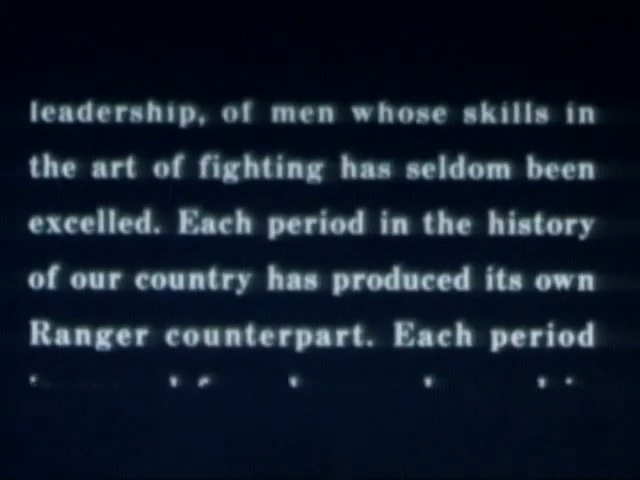 leadership, of men whose skills in
the art of fighting has seldom been
excelled. Each period in the history
of our country has produced its own
Ranger counterpart. Each period